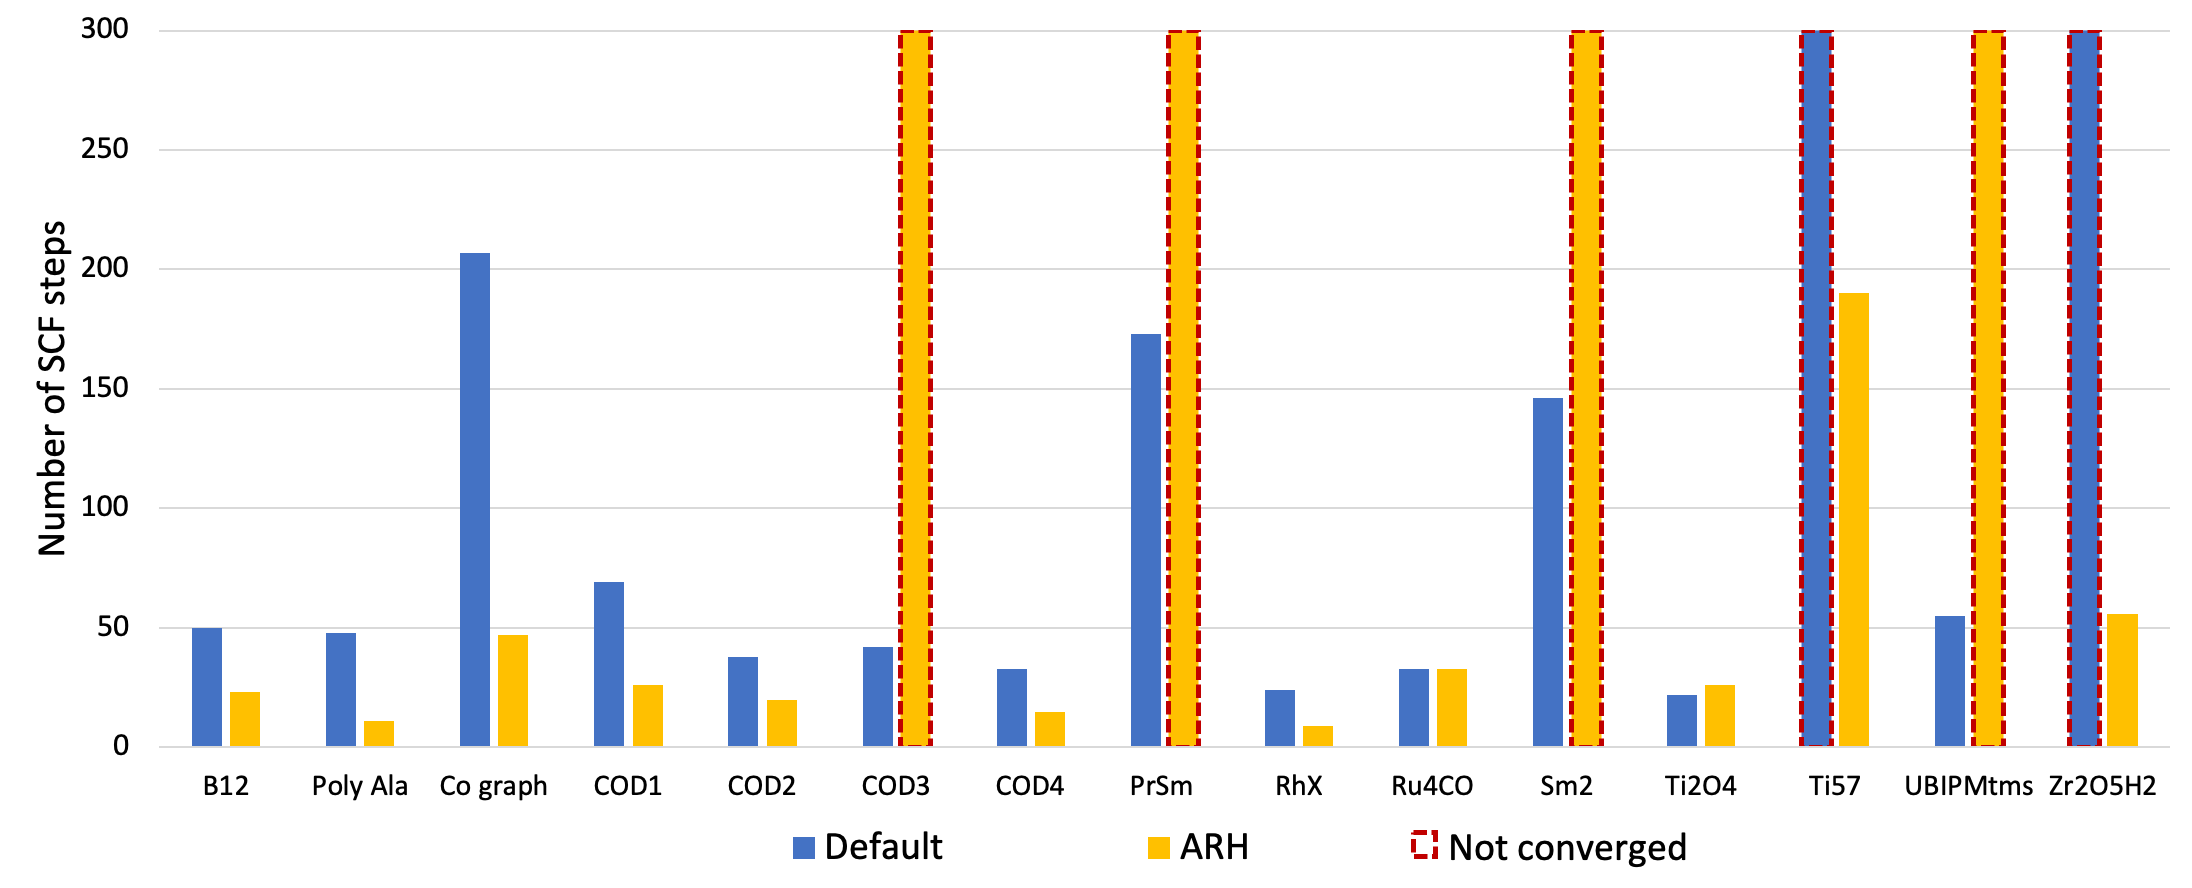 Number of SCF steps
300
250
200
150
100
50
0
B12 Poly Ala Co graph COD1 COD2 COD3 COD4 PrSm RhX Ru4CO Sm2 Ti2O4 Ti57 UBIPMtms Zr2O5H2
Default ARH Not converged